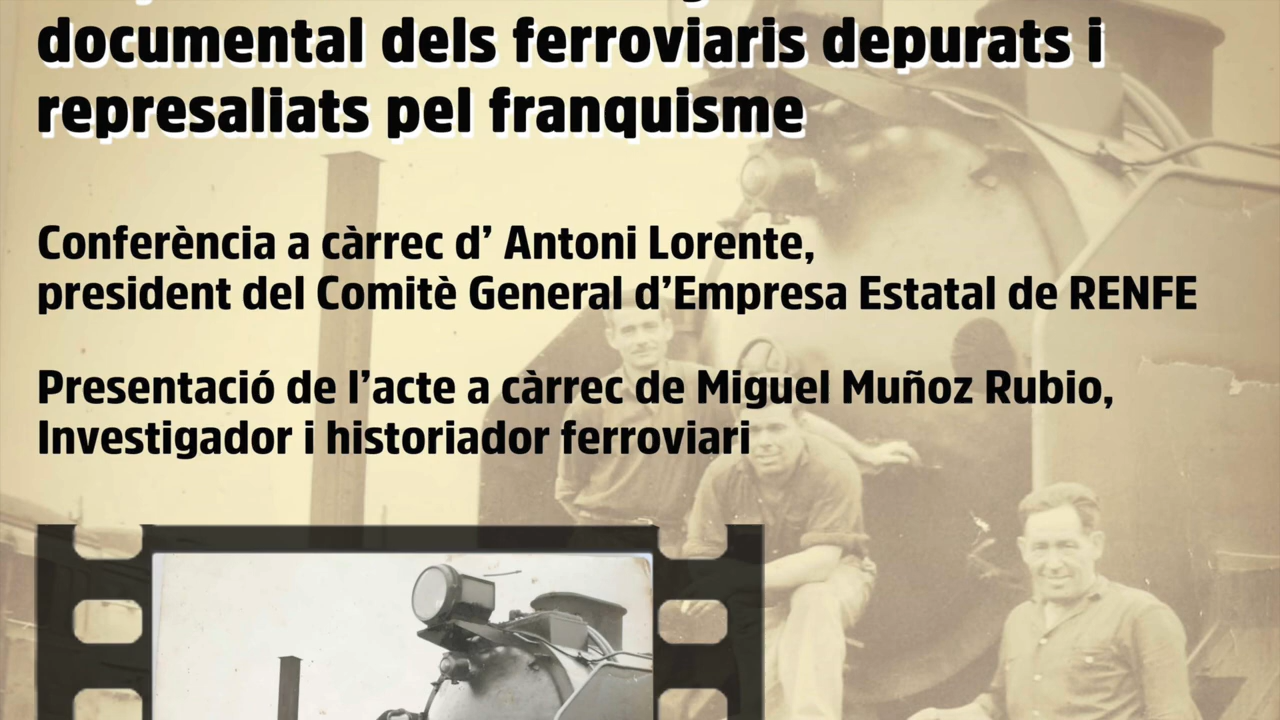 documental dels ferroviaris depurats i
represaliats pel franquisme
Conferència a càrrec d’ Antoni Lorente,
president del Comitè General d’Empresa Estatal de RENFE
Presentació de l’acte a càrrec de Miguel Muñoz Rubio,
Investigador i historiador ferroviari